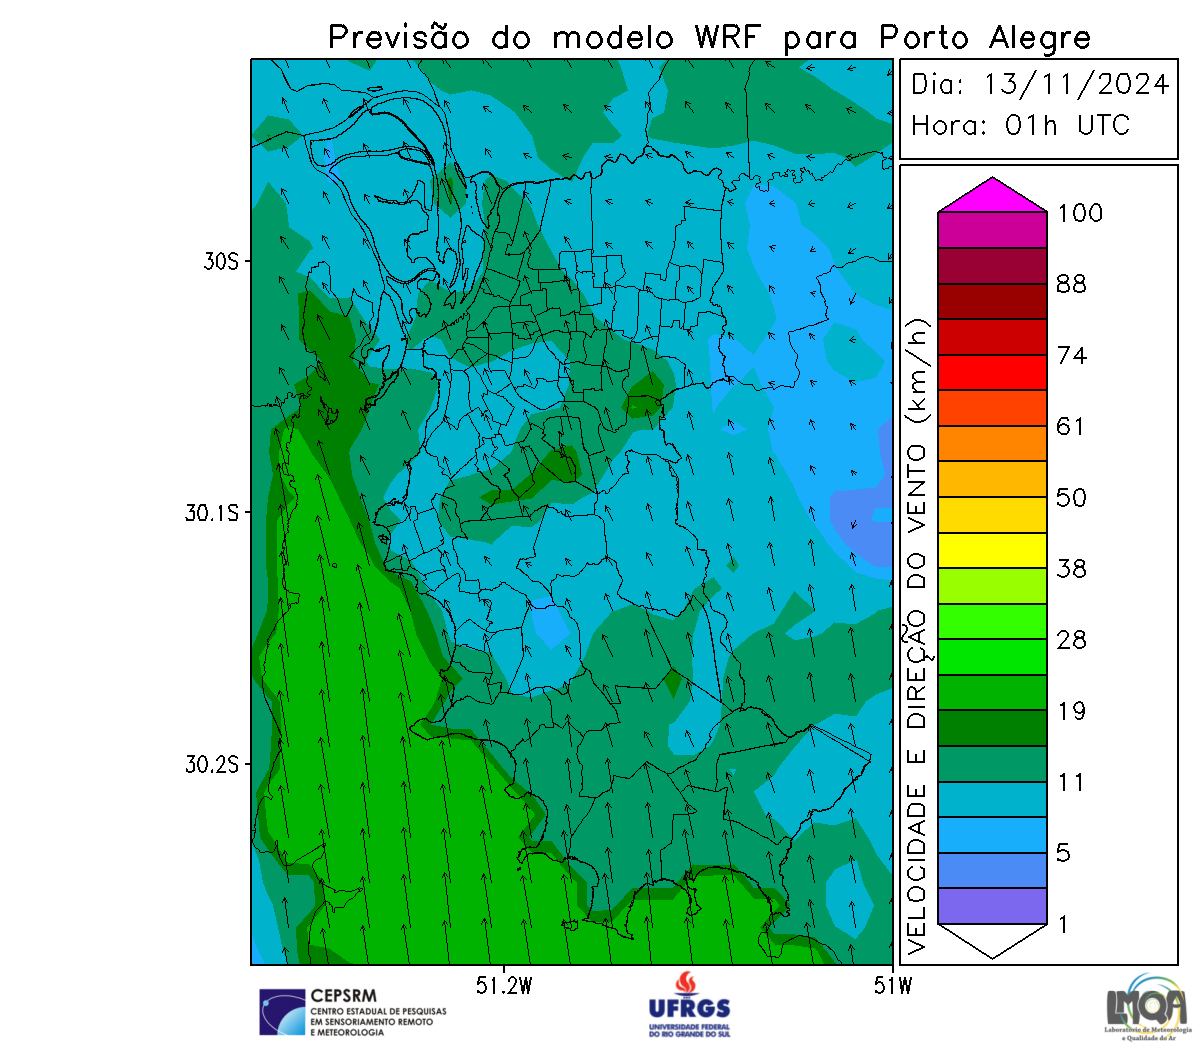 Previsão do modelo WRF para Porto Alegre
Dia: 13/11/2024
Hora: 01h UTC
VELOCIDADE E DIREÇÃO DO VENTO (km/h)
100
88
74
61
50
38
28
19
11
5
1
30S
30.1S
30.2S
51.2W
51W
CEPSRM
CENTRO ESTADUAL DE PESQUISAS
EM SENSORIAMENTO REMOTO
E METEOROLOGIA
UFRGS
UNIVERSIDADE FEDERAL
DO RIO GRANDE DO SUL
LMQA
Laboratório de Meteorologia
e Qualidade do Ar